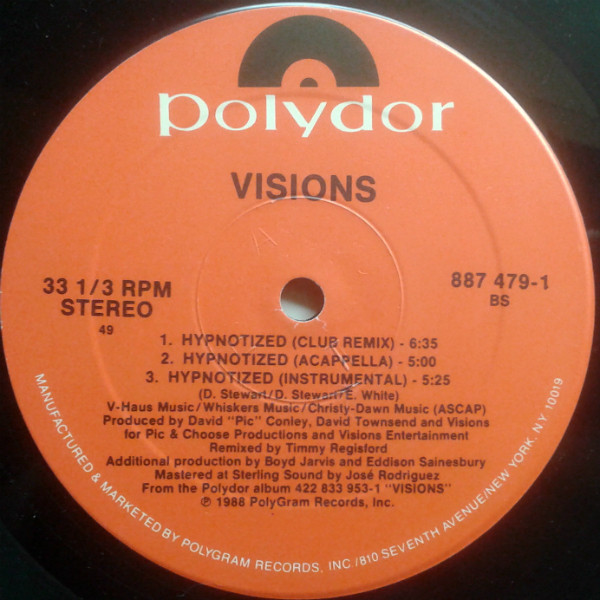 polydor
VISIONS
33 1/3 RPM
STEREO
49
887 479-1
BS
1. HYPNOTIZED (CLUB REMIX) - 6:35
2. HYPNOTIZED (ACAPPELLA) - 5:00
3. HYPNOTIZED (INSTRUMENTAL) - 5:25
(D. Stewart/D. Stewart/E. White)
V-Haus Music/Whiskers Music/Christy-Dawn Music (ASCAP)
Produced by David "Pic" Conley, David Townsend and Visions
for Pic & Choose Productions and Visions Entertainment
Remixed by Timmy Regisford
Additional production by Boyd Jarvis and Eddison Sainesbury
Mastered at Sterling Sound by José Rodriguez
From the Polydor album 422 833 953-1 "VISIONS"
℗ 1988 PolyGram Records, Inc.
MANUFACTURED & MARKETED BY POLYGRAM RECORDS, INC/810 SEVENTH AVENUE/NEW YORK, N.Y. 10019